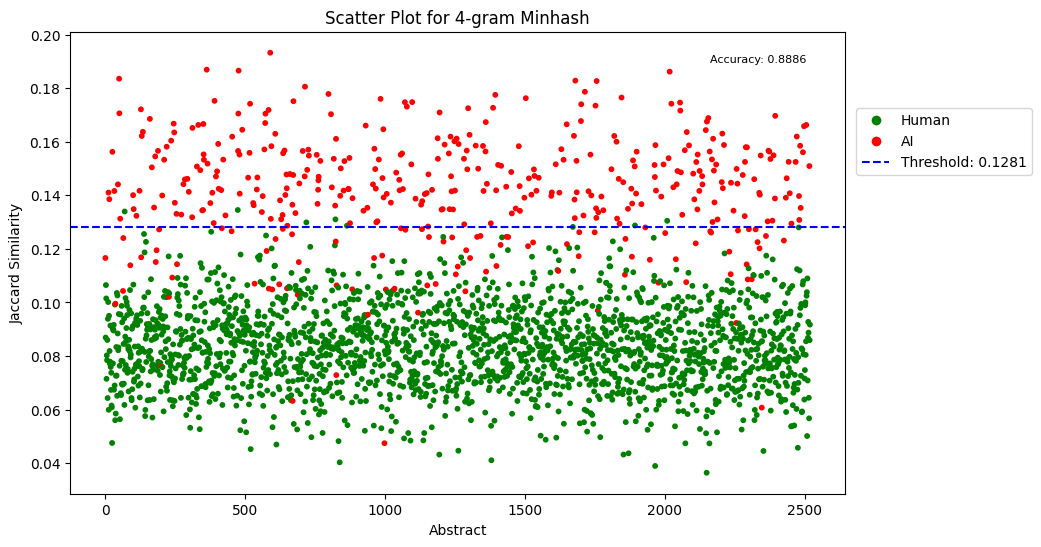 Scatter Plot for 4-gram Minhash
Accuracy: 0.8886
Human
AI
Threshold: 0.1281
Jaccard Similarity
0.20
0.18
0.16
0.14
0.12
0.10
0.08
0.06
0.04
0 500 1000 1500 2000 2500
Abstract